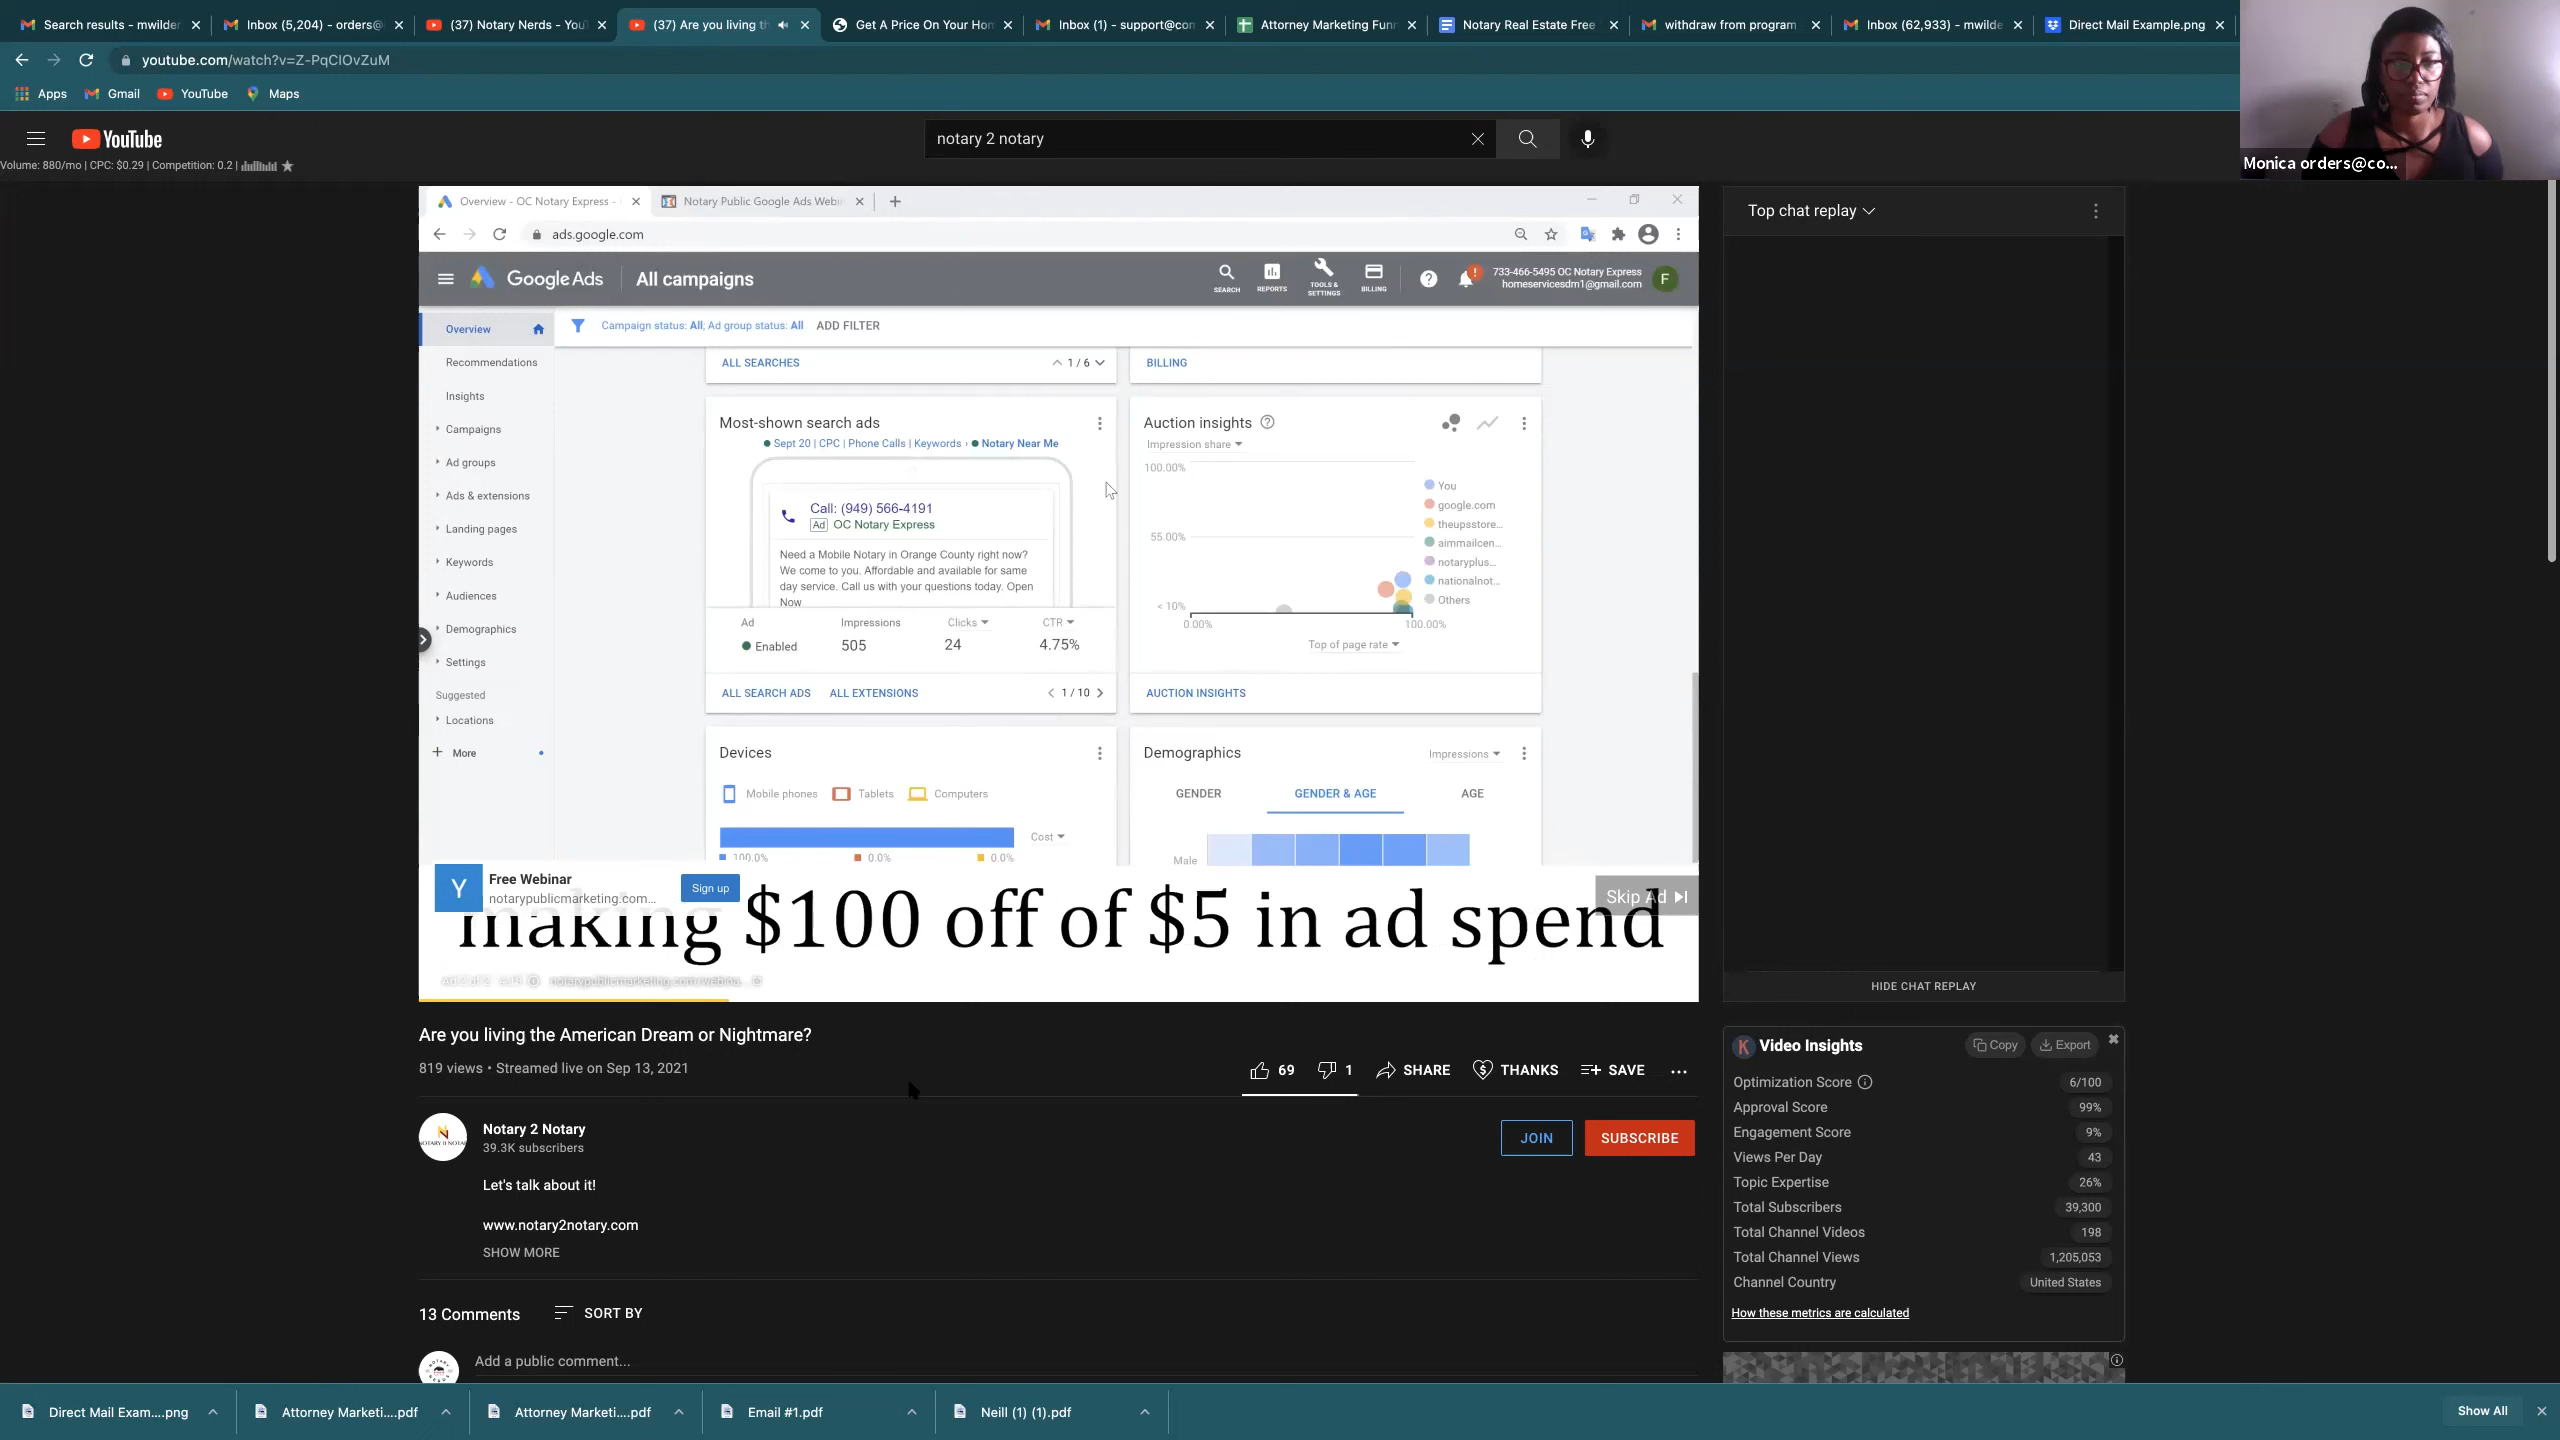 Search results - mwilder
Inbox (5,204) - orders@
(37) Notary Nerds - You
(37) Are you living th
Get A Price On Your Hom
Inbox (1) - support@con
Attorney Marketing Funn
Notary Real Estate Free
withdraw from program
Inbox (62,933) - mwilde
Direct Mail Example.png
youtube.com/watch?v=Z-PqCIOvZuM
Apps
Gmail
YouTube
Maps
Monica orders@co...
YouTube
notary 2 notary
Volume: 880/mo | CPC: $0.29 | Competition: 0.2 |
Overview - OC Notary Express -
Notary Public Google Ads Webi
ads.google.com
Google Ads
All campaigns
SEARCH
REPORTS
TOOLS & SETTINGS
BILLING
733-466-5495 OC Notary Express
homeservicesdm1@gmail.com
F
Overview
Recommendations
Insights
Campaigns
Ad groups
Ads & extensions
Landing pages
Keywords
Audiences
Demographics
Settings
Suggested
Locations
More
Campaign status: All; Ad group status: All
ADD FILTER
ALL SEARCHES
1 / 6
BILLING
Most-shown search ads
Sept 20 | CPC | Phone Calls | Keywords › Notary Near Me
Call: (949) 566-4191
Ad OC Notary Express
Need a Mobile Notary in Orange County right now?
We come to you. Affordable and available for same
day service. Call us with your questions today. Open
Now
Ad
Impressions
Clicks
CTR
Enabled
505
24
4.75%
ALL SEARCH ADS
ALL EXTENSIONS
1 / 10
Auction insights
Impression share
100.00%
55.00%
< 10%
0.00%
100.00%
Top of page rate
You
google.com
theupsstore...
aimmailcen...
notaryplus...
nationalnot...
Others
AUCTION INSIGHTS
Devices
Mobile phones
Tablets
Computers
Cost
100.0%
0.0%
0.0%
Demographics
Impressions
GENDER
GENDER & AGE
AGE
Male
Y
Free Webinar
notarypublicmarketing.com...
Sign up
Skip Ad
making $100 off of $5 in ad spend
Ad 2 of 2 · 4:19
notarypublicmarketing.com/webina...
Top chat replay
HIDE CHAT REPLAY
Are you living the American Dream or Nightmare?
819 views • Streamed live on Sep 13, 2021
69
1
SHARE
THANKS
SAVE
Notary 2 Notary
39.3K subscribers
JOIN
SUBSCRIBE
Let's talk about it!
www.notary2notary.com
SHOW MORE
13 Comments
SORT BY
Add a public comment...
K Video Insights
Copy
Export
Optimization Score 6/100
Approval Score 99%
Engagement Score 9%
Views Per Day 43
Topic Expertise 26%
Total Subscribers 39,300
Total Channel Videos 198
Total Channel Views 1,205,053
Channel Country United States
How these metrics are calculated
Direct Mail Exam....png
Attorney Marketi....pdf
Attorney Marketi....pdf
Email #1.pdf
Neill (1) (1).pdf
Show All